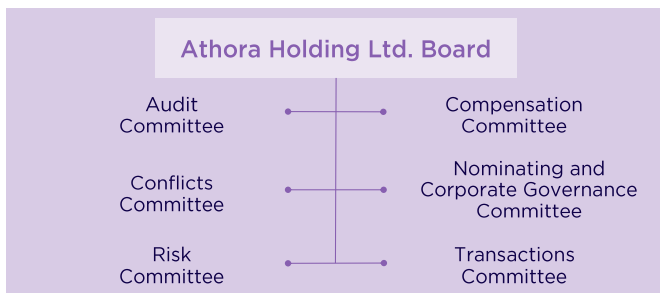 Athora Holding Ltd. Board
Audit
Committee
Compensation
Committee
Conflicts
Committee
Nominating and
Corporate Governance
Committee
Risk
Committee
Transactions
Committee